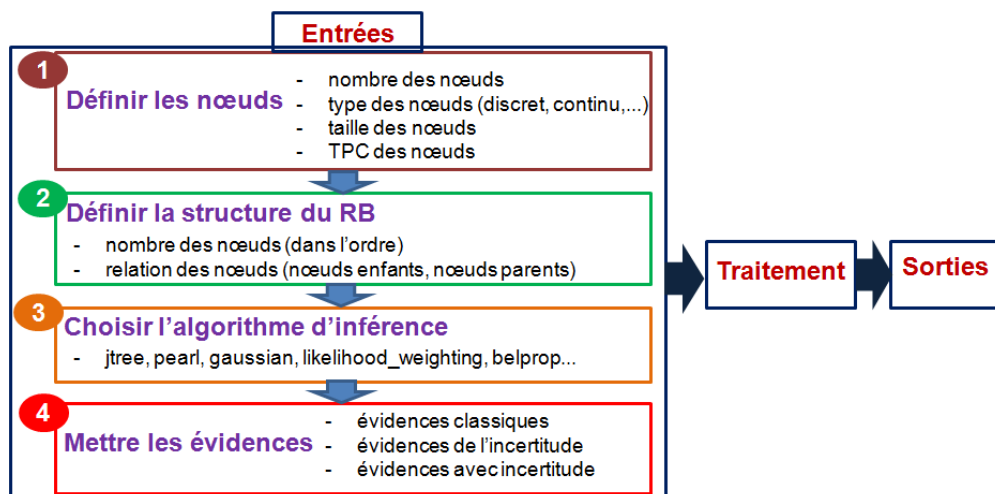 Entrées
1
Définir les nœuds
- nombre des nœuds
- type des nœuds (discret, continu,...)
- taille des nœuds
- TPC des nœuds
2
Définir la structure du RB
- nombre des nœuds (dans l'ordre)
- relation des nœuds (nœuds enfants, nœuds parents)
3
Choisir l'algorithme d'inférence
- jtree, pearl, gaussian, likelihood_weighting, belprop...
4
Mettre les évidences
- évidences classiques
- évidences de l'incertitude
- évidences avec incertitude
Traitement
Sorties